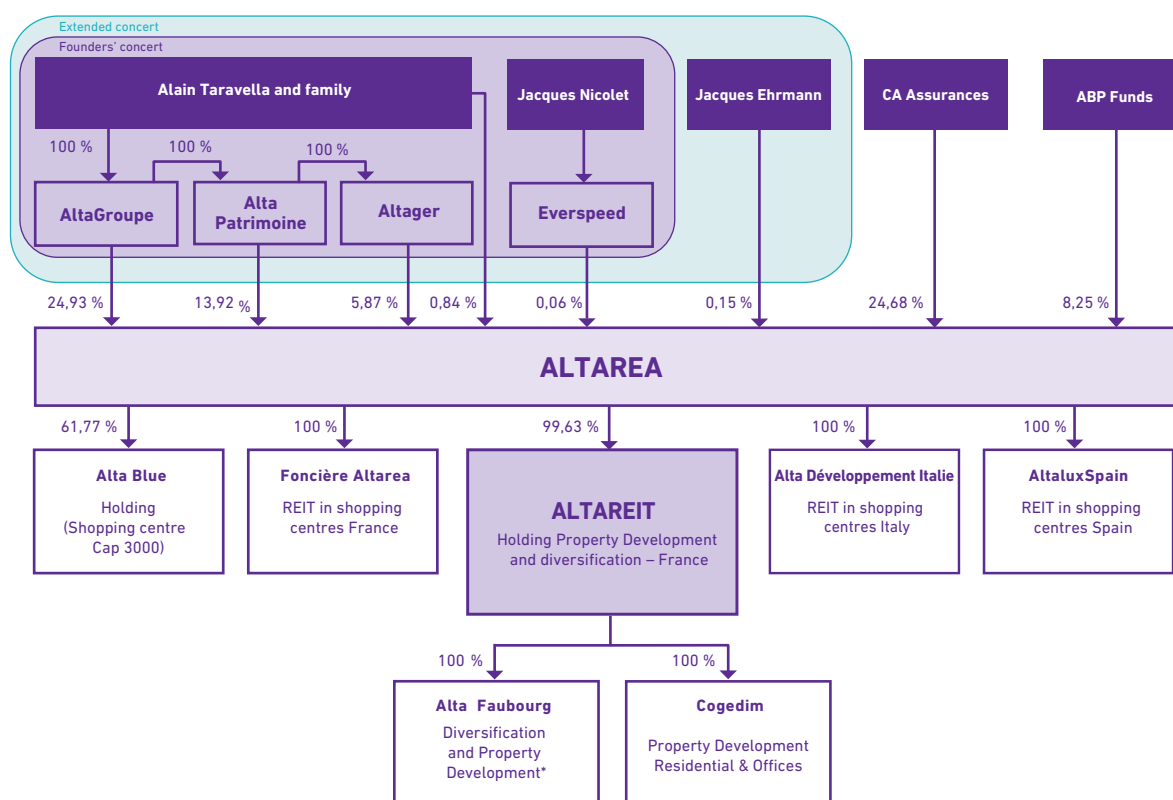 Extended concert
Founders’ concert
Alain Taravella and family
Jacques Nicolet
Jacques Ehrmann
CA Assurances
ABP Funds
100 %
100 %
100 %
AltaGroupe
Alta
Patrimoine
Altager
Everspeed
24,93 %
13,92 %
5,87 %
0,84 %
0,06 %
0,15 %
24,68 %
8,25 %
ALTAREA
61,77 %
100 %
99,63 %
100 %
100 %
Alta Blue
Holding
(Shopping centre
Cap 3000)
Foncière Altarea
REIT in shopping
centres France
ALTAREIT
Holding Property Development
and diversification – France
Alta Développement Italie
REIT in shopping
centres Italy
AltaluxSpain
REIT in shopping
centres Spain
100 %
100 %
Alta Faubourg
Diversification
and Property
Development*
Cogedim
Property Development
Residential & Offices